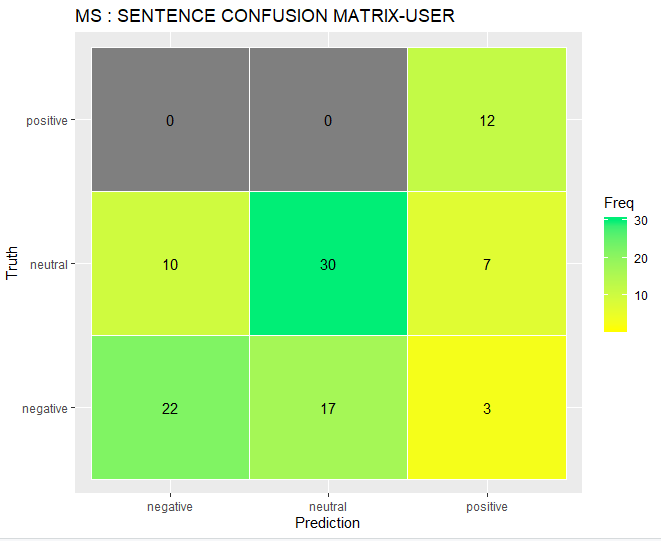 MS : SENTENCE CONFUSION MATRIX-USER
positive
0
0
12
neutral
10
30
7
negative
22
17
3
Truth
negative
neutral
positive
Prediction
Freq
30
20
10